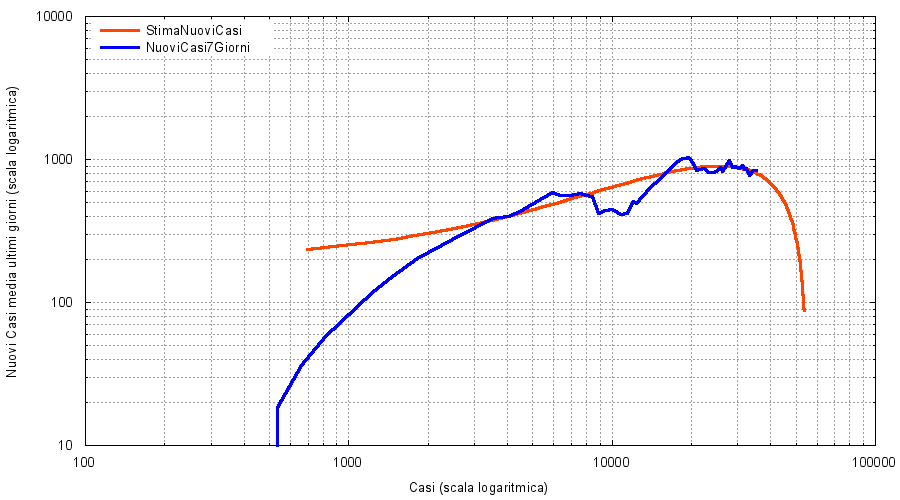 10000
StimaNuoviCasi
NuoviCasi7Giorni
1000
100
10
Nuovi Casi media ultimi giorni (scala logaritmica)
100
1000
10000
100000
Casi (scala logaritmica)